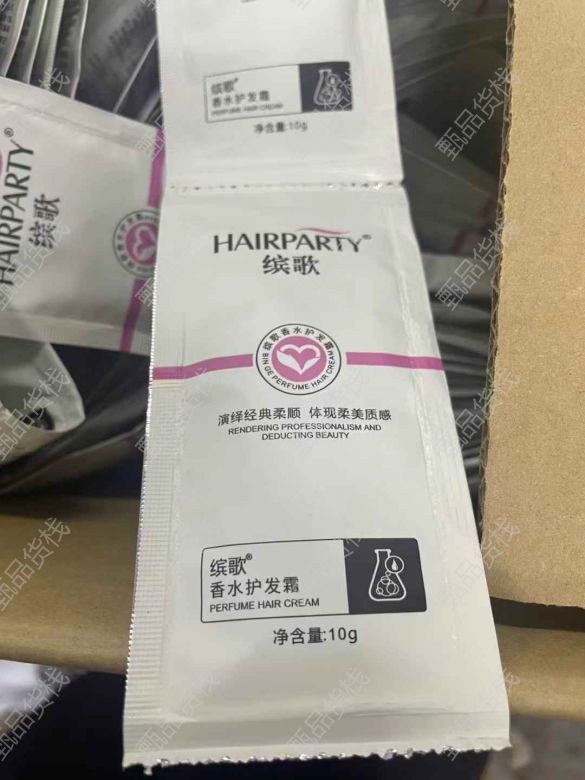 缤歌®
香水护发霜
PERFUME HAIR CREAM
净含量:10g
HAIRPARTY®
缤歌
HAIRPARTY®
缤歌
缤歌香水护发霜
BIN GE PERFUME HAIR CREAM
演绎经典柔顺 体现柔美质感
RENDERING PROFESSIONALISM AND
DEDUCTING BEAUTY
缤歌®
香水护发霜
PERFUME HAIR CREAM
净含量:10g
甄品货栈